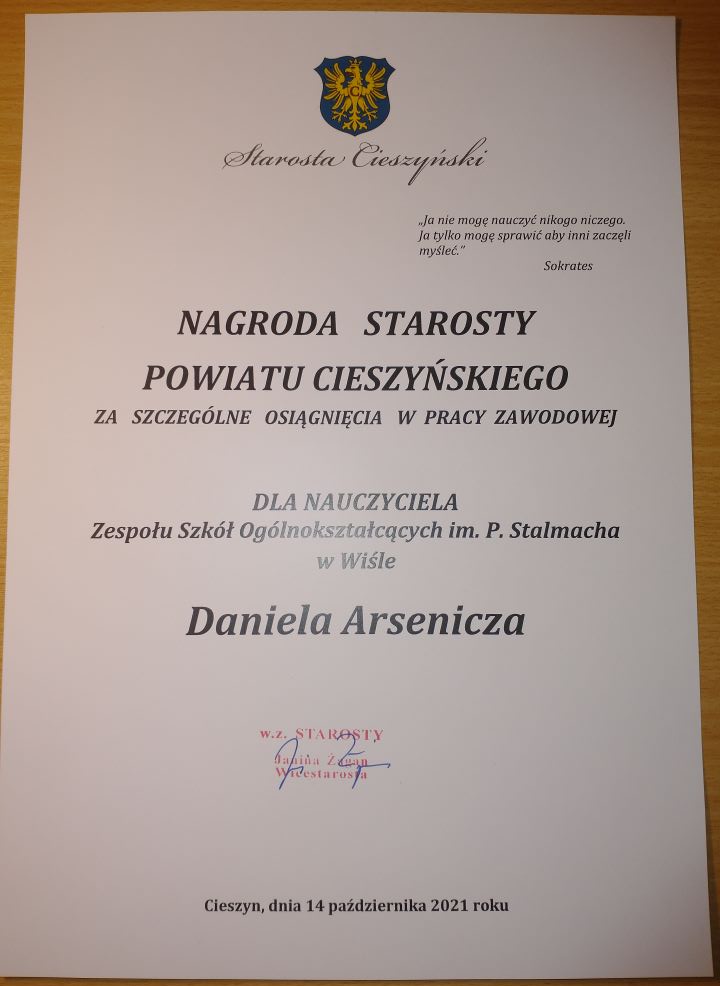 Starosta Cieszyński
„Ja nie mogę nauczyć nikogo niczego.
Ja tylko mogę sprawić aby inni zaczęli
myśleć.”
Sokrates
NAGRODA STAROSTY
POWIATU CIESZYŃSKIEGO
ZA SZCZEGÓLNE OSIĄGNIĘCIA W PRACY ZAWODOWEJ
DLA NAUCZYCIELA
Zespołu Szkół Ogólnokształcących im. P. Stalmacha
w Wiśle
Daniela Arsenicza
w.z. STAROSTY
Janina Żagan
Wicestarosta
Cieszyn, dnia 14 października 2021 roku